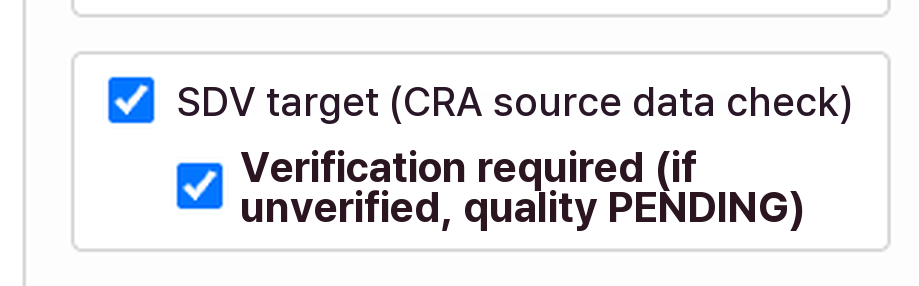 SDV target (CRA source data check)
Verification required (if
unverified, quality PENDING)